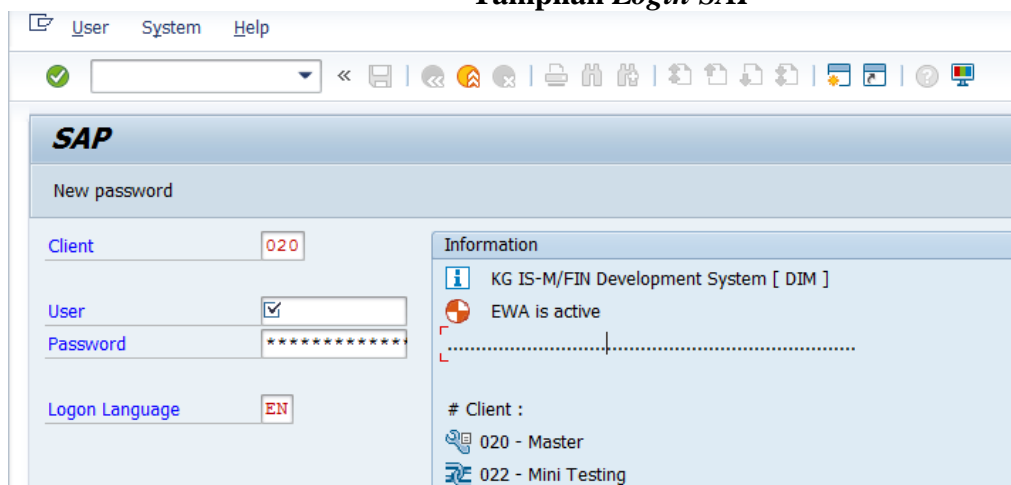 Tampilan Login SAP
User System Help
SAP
New password
Client 020
User
Password *************
Logon Language EN
Information
KG IS-M/FIN Development System [ DIM ]
EWA is active
........................................................................
# Client :
020 - Master
022 - Mini Testing